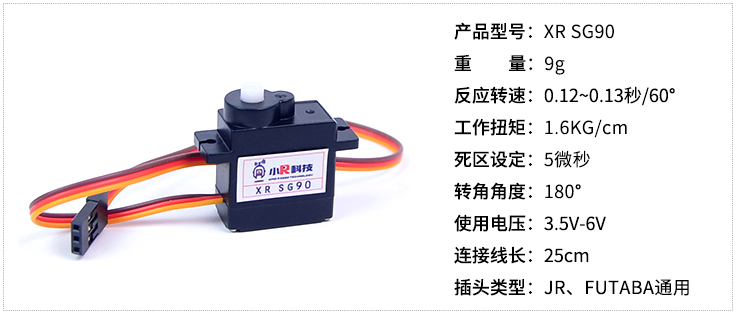 小R科技
XR SG90
产品型号：XR SG90
重　　量：9g
反应转速：0.12~0.13秒/60°
工作扭矩：1.6KG/cm
死区设定：5微秒
转角角度：180°
使用电压：3.5V-6V
连接线长：25cm
插头类型：JR、FUTABA通用